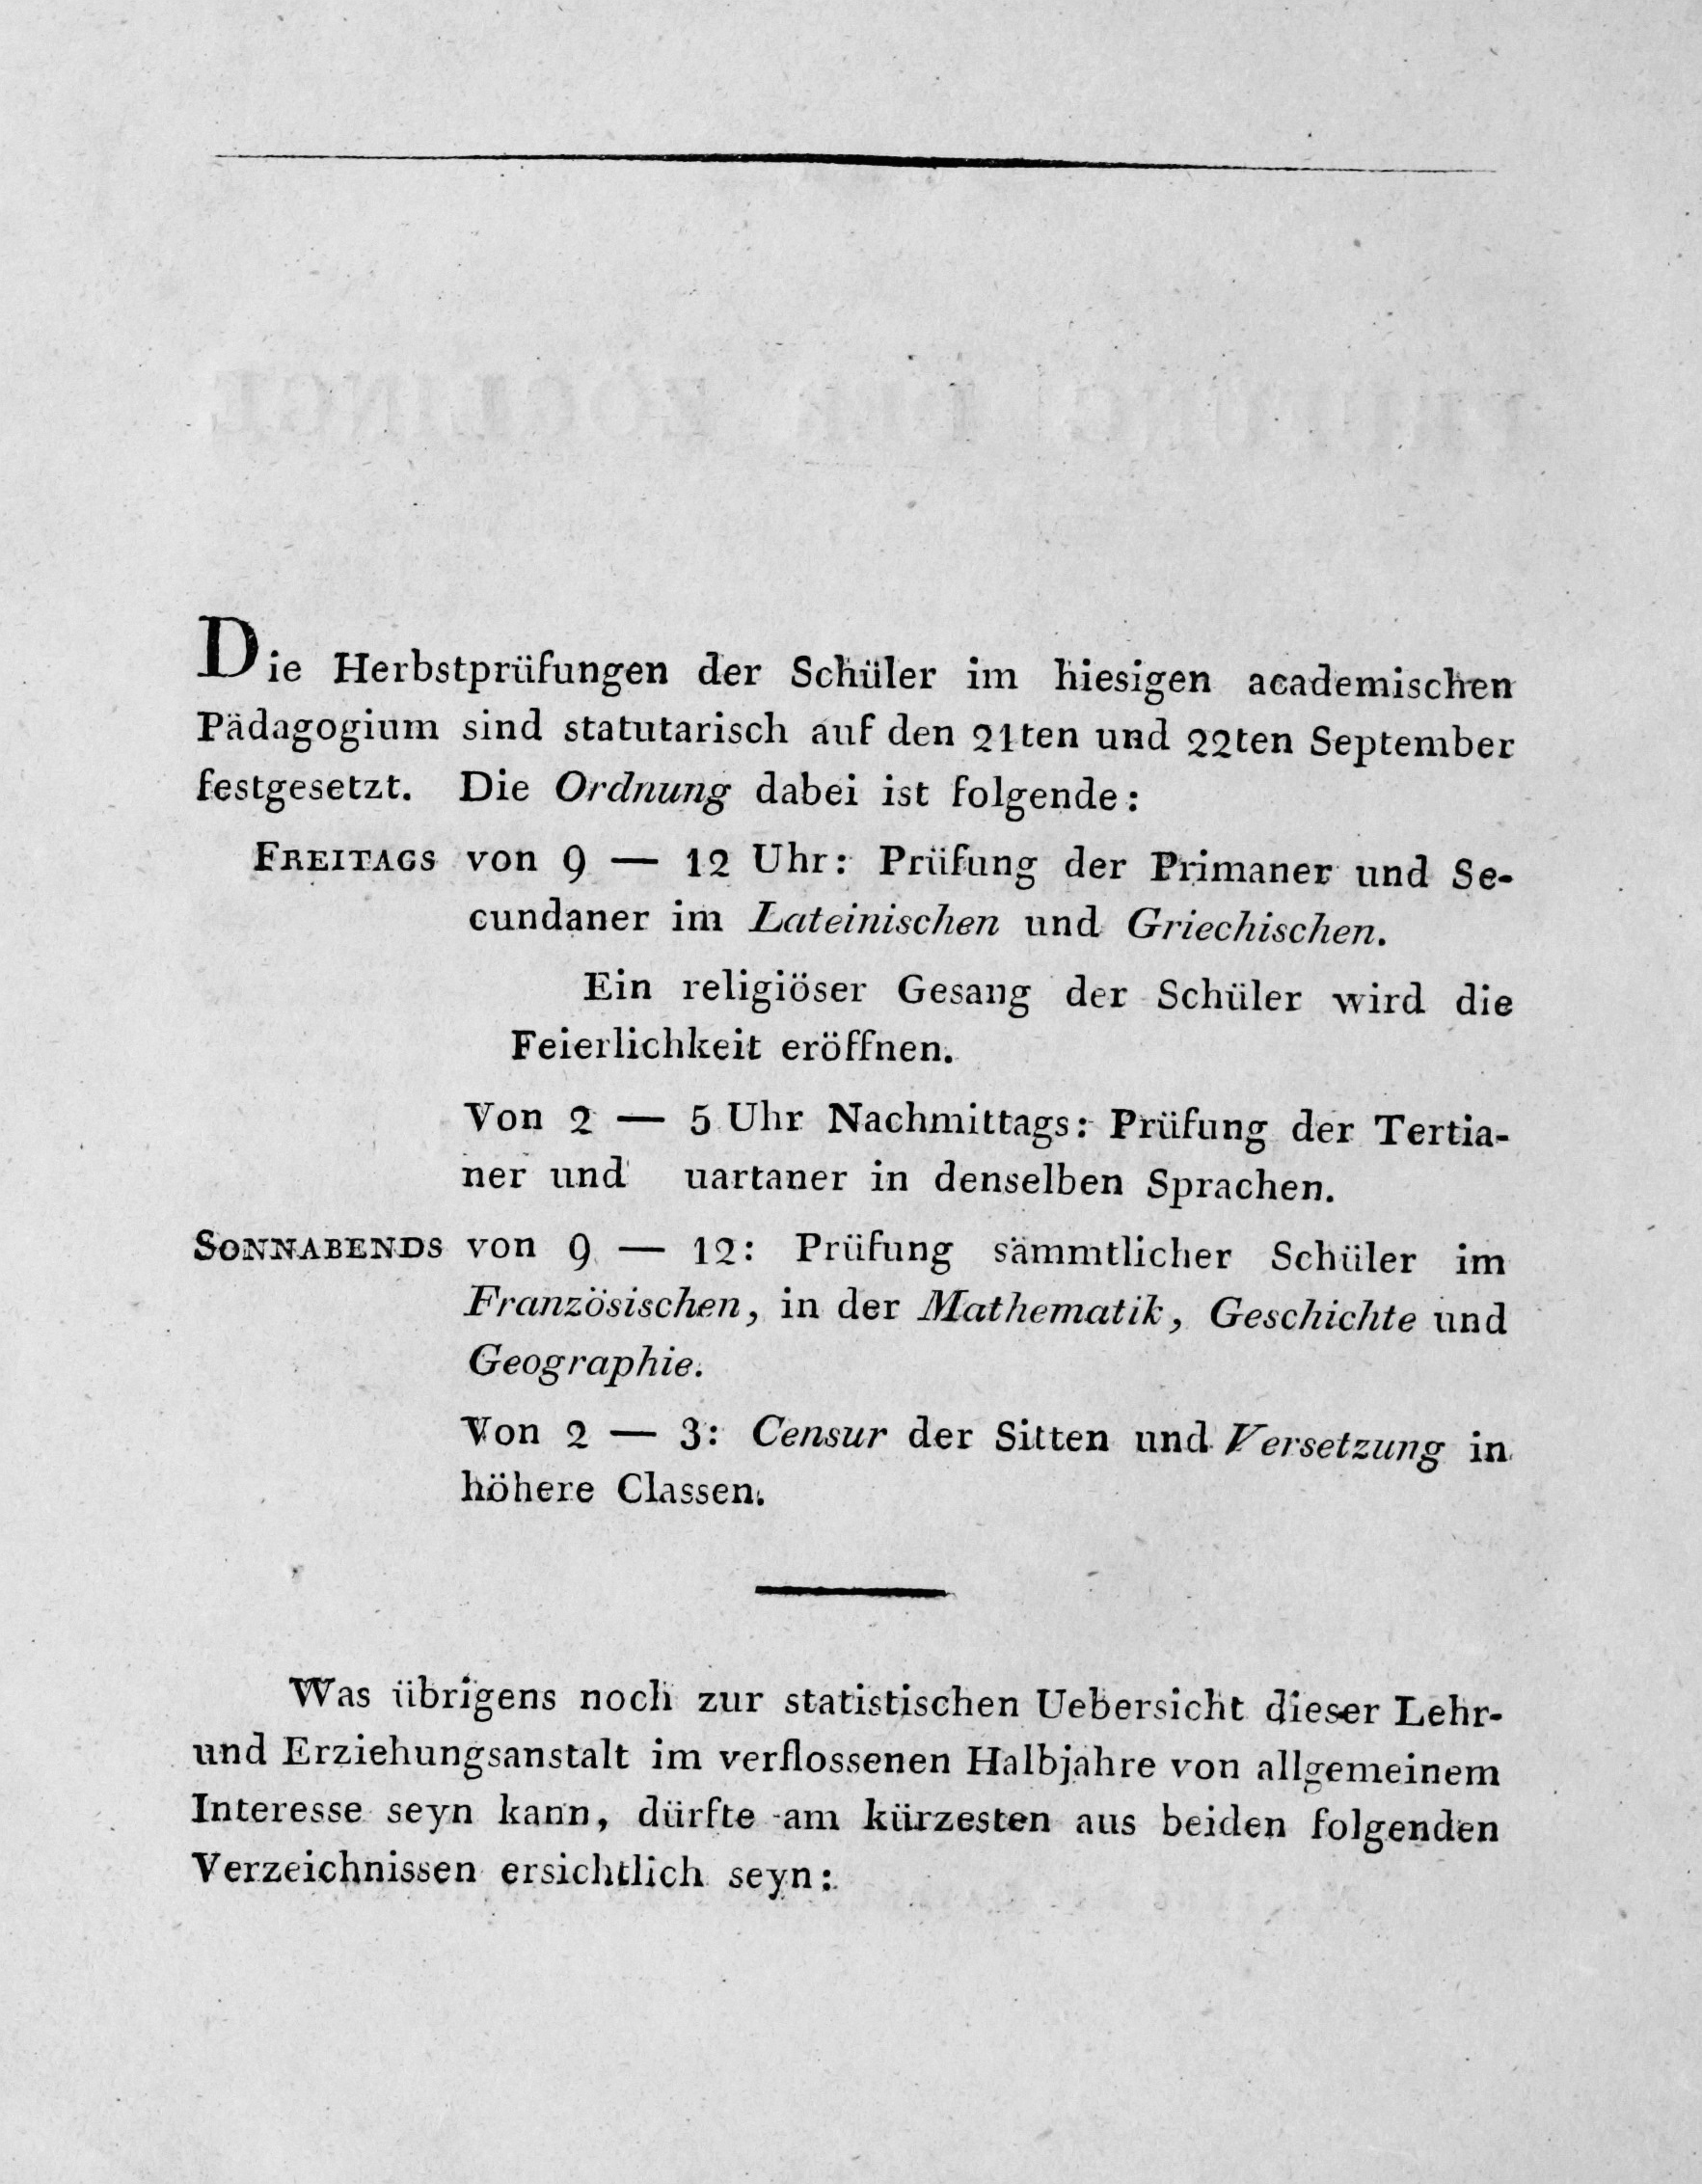 Die Herbstprüfungen der Schüler im hiesigen academischen
Pädagogium sind statutarisch auf den 21ten und 22ten September
festgesetzt. Die Ordnung dabei ist folgende:
FREITAGS von 9 — 12 Uhr: Prüfung der Primaner und Se-
cundaner im Lateinischen und Griechischen.
Ein religiöser Gesang der Schüler wird die
Feierlichkeit eröffnen.
Von 2 — 5 Uhr Nachmittags: Prüfung der Tertia-
ner und uartaner in denselben Sprachen.
SONNABENDS von 9 — 12: Prüfung sämmtlicher Schüler im
Französischen, in der Mathematik, Geschichte und
Geographie.
Von 2 — 3: Censur der Sitten und Versetzung in
höhere Classen.
Was übrigens noch zur statistischen Uebersicht dieser Lehr-
und Erziehungsanstalt im verflossenen Halbjahre von allgemeinem
Interesse seyn kann, dürfte am kürzesten aus beiden folgenden
Verzeichnissen ersichtlich seyn: